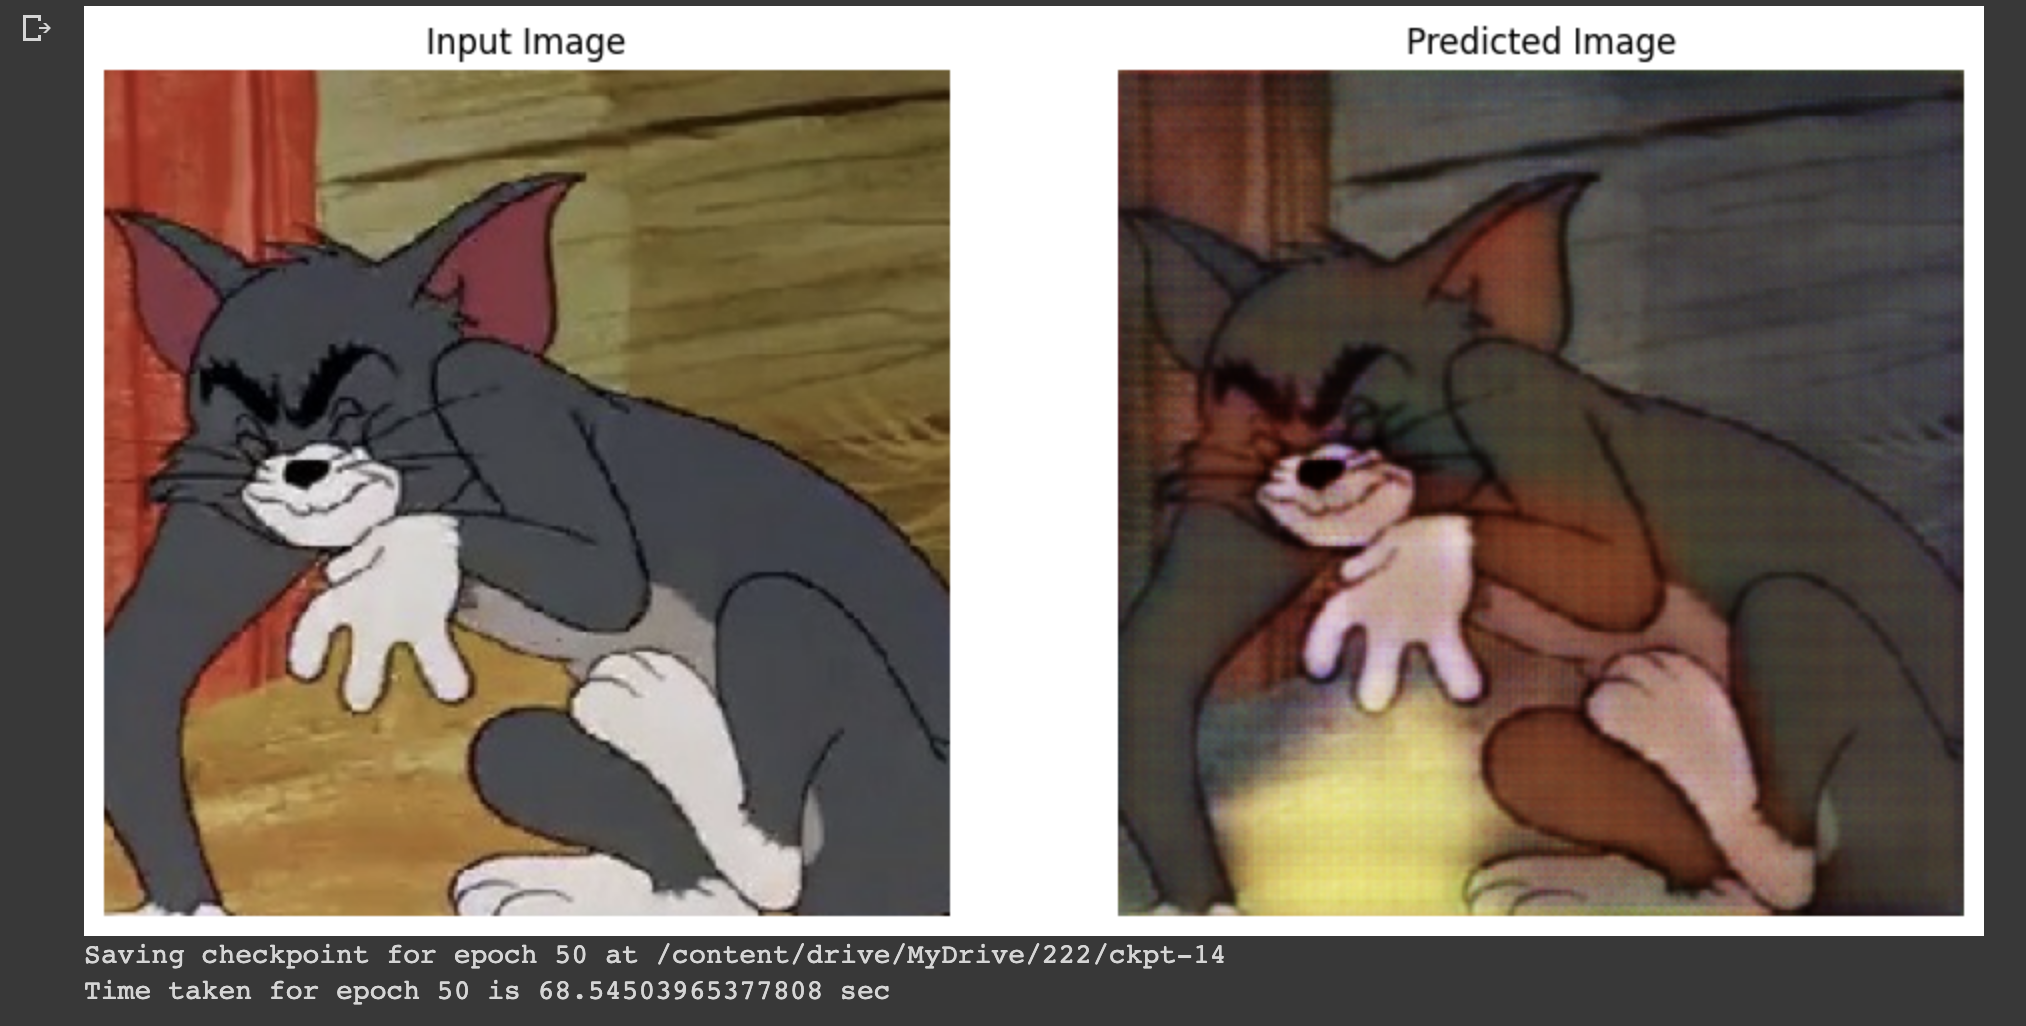 Input Image
Predicted Image
Saving checkpoint for epoch 50 at /content/drive/MyDrive/222/ckpt-14
Time taken for epoch 50 is 68.54503965377808 sec